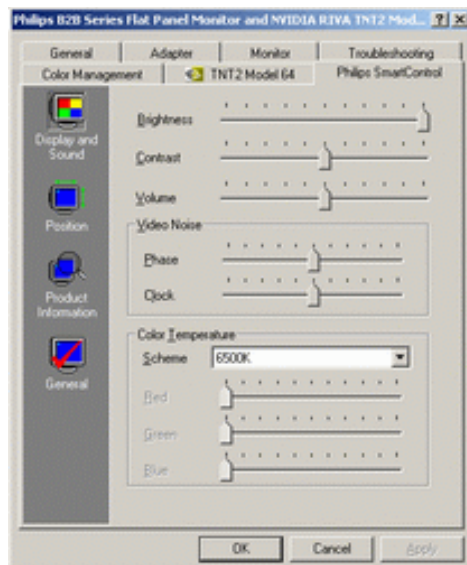 Philips B2B Series Flat Panel Monitor and NVIDIA RIVA TNT2 Mod...
General Adapter Monitor Troubleshooting
Color Management TNT2 Model 64 Philips SmartControl
Display and
Sound
Position
Product
Information
General
Brightness
Contrast
Volume
Video Noise
Phase
Clock
Color Temperature
Scheme 6500K
Red
Green
Blue
OK Cancel Apply